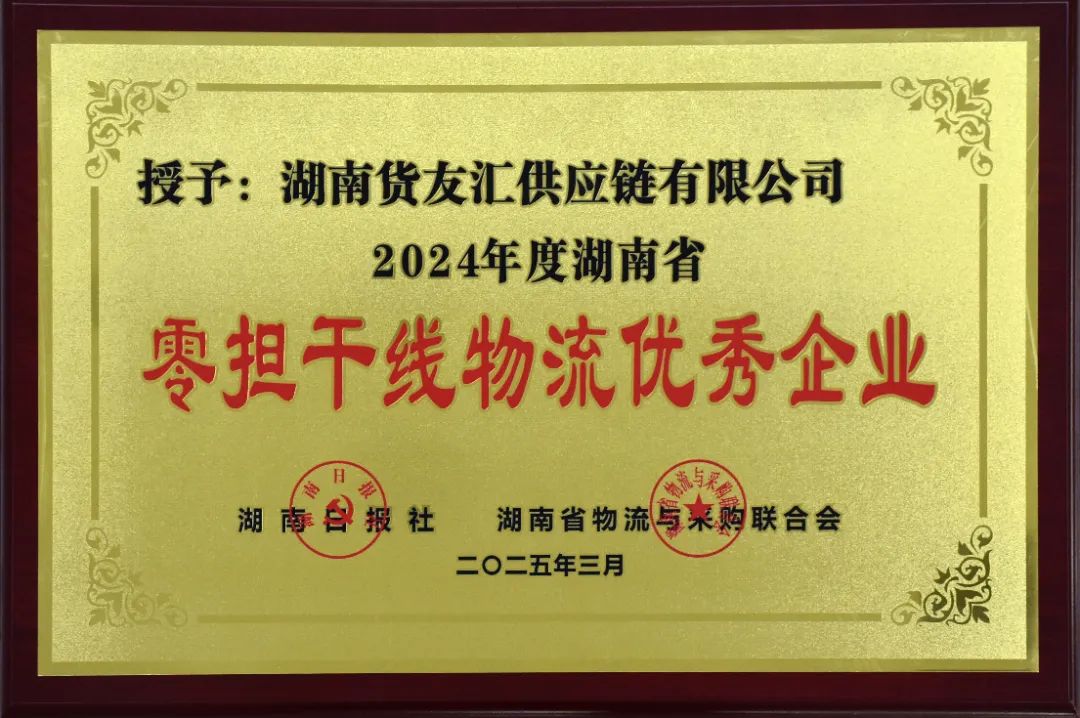 授予：湖南货友汇供应链有限公司
2024年度湖南省
零担干线物流优秀企业
湖南日报社 湖南省物流与采购联合会
二〇二五年三月